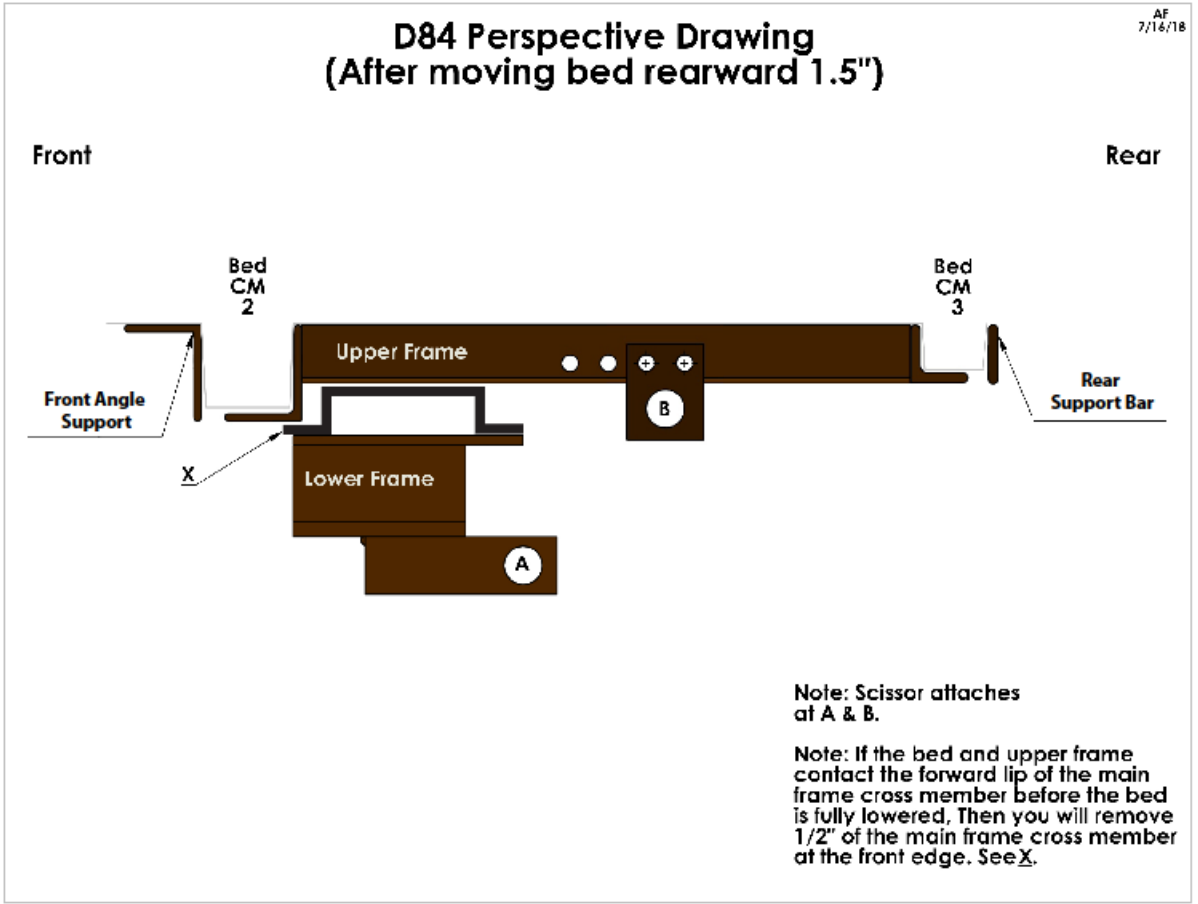 AF
7/16/18
D84 Perspective Drawing
(After moving bed rearward 1.5")
Front
Rear
Bed
CM
2
Bed
CM
3
Upper Frame
Front Angle
Support
B
Rear
Support Bar
X
Lower Frame
A
Note: Scissor attaches
at A & B.
Note: If the bed and upper frame
contact the forward lip of the main
frame cross member before the bed
is fully lowered, Then you will remove
1/2" of the main frame cross member
at the front edge. See X.